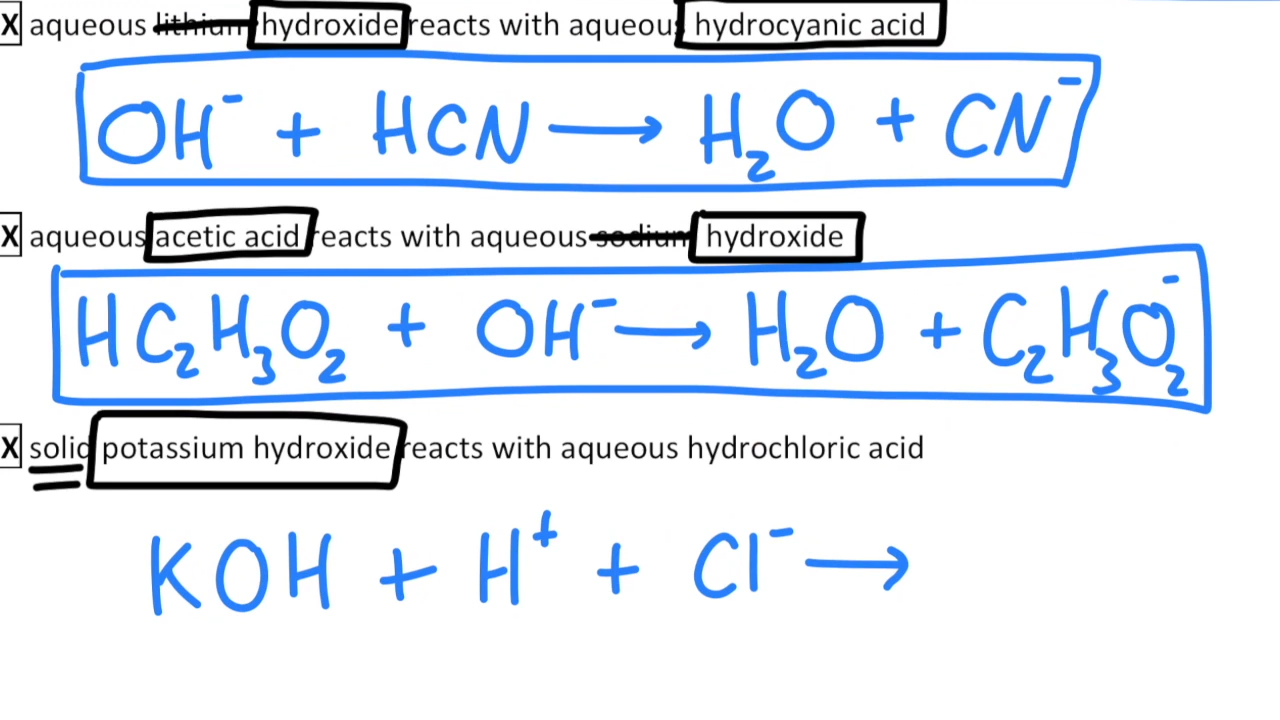 X aqueous lithium hydroxide reacts with aqueous hydrocyanic acid
OH⁻ + HCN ⟶ H₂O + CN⁻
X aqueous acetic acid reacts with aqueous sodium hydroxide
HC₂H₃O₂ + OH⁻ ⟶ H₂O + C₂H₃O₂⁻
X solid potassium hydroxide reacts with aqueous hydrochloric acid
KOH + H⁺ + Cl⁻ ⟶